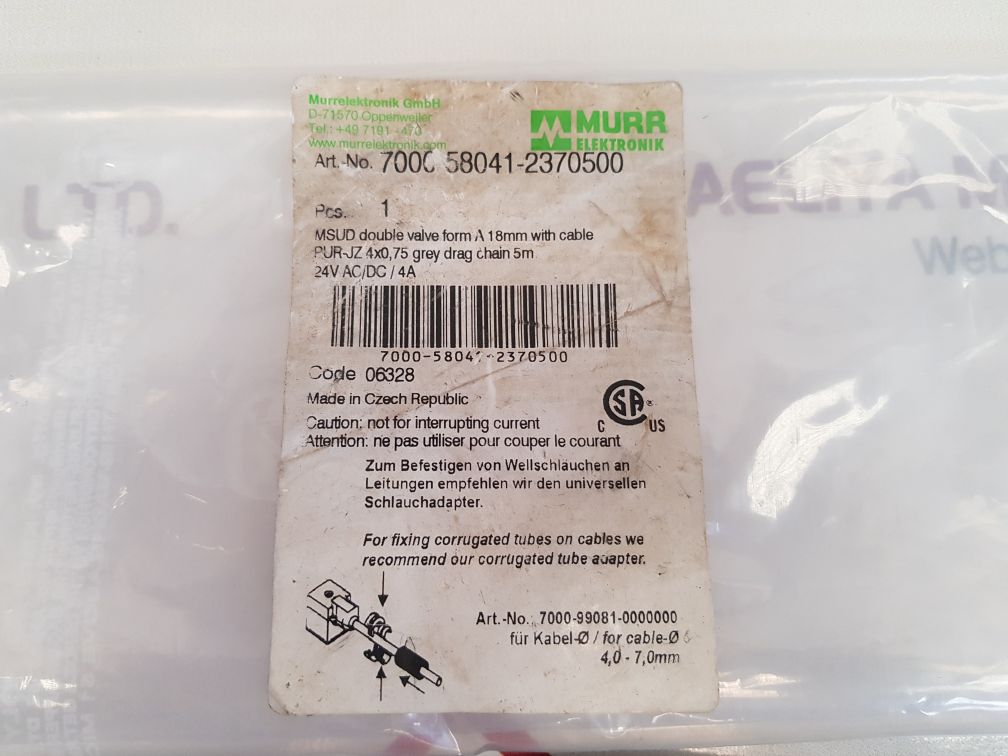 Murrelektronik GmbH
D-71570 Oppenweiler
Tel.: +49 7191 -470
www.murrelektronik.com
MURR
ELEKTRONIK
Art.-No. 7000 58041-2370500
Pcs. 1
MSUD double valve form A 18mm with cable
PUR-JZ 4x0,75 grey drag chain 5m
24V AC/DC / 4A
7000-58041-2370500
Code 06328
Made in Czech Republic
CSA ®
C US
Caution: not for interrupting current
Attention: ne pas utiliser pour couper le courant
Zum Befestigen von Wellschläuchen an
Leitungen empfehlen wir den universellen
Schlauchadapter.
For fixing corrugated tubes on cables we
recommend our corrugated tube adapter.
Art.-No.: 7000-99081-0000000
für Kabel-Ø / for cable-Ø
4,0 - 7,0mm
LTD.
AELITA M
Web